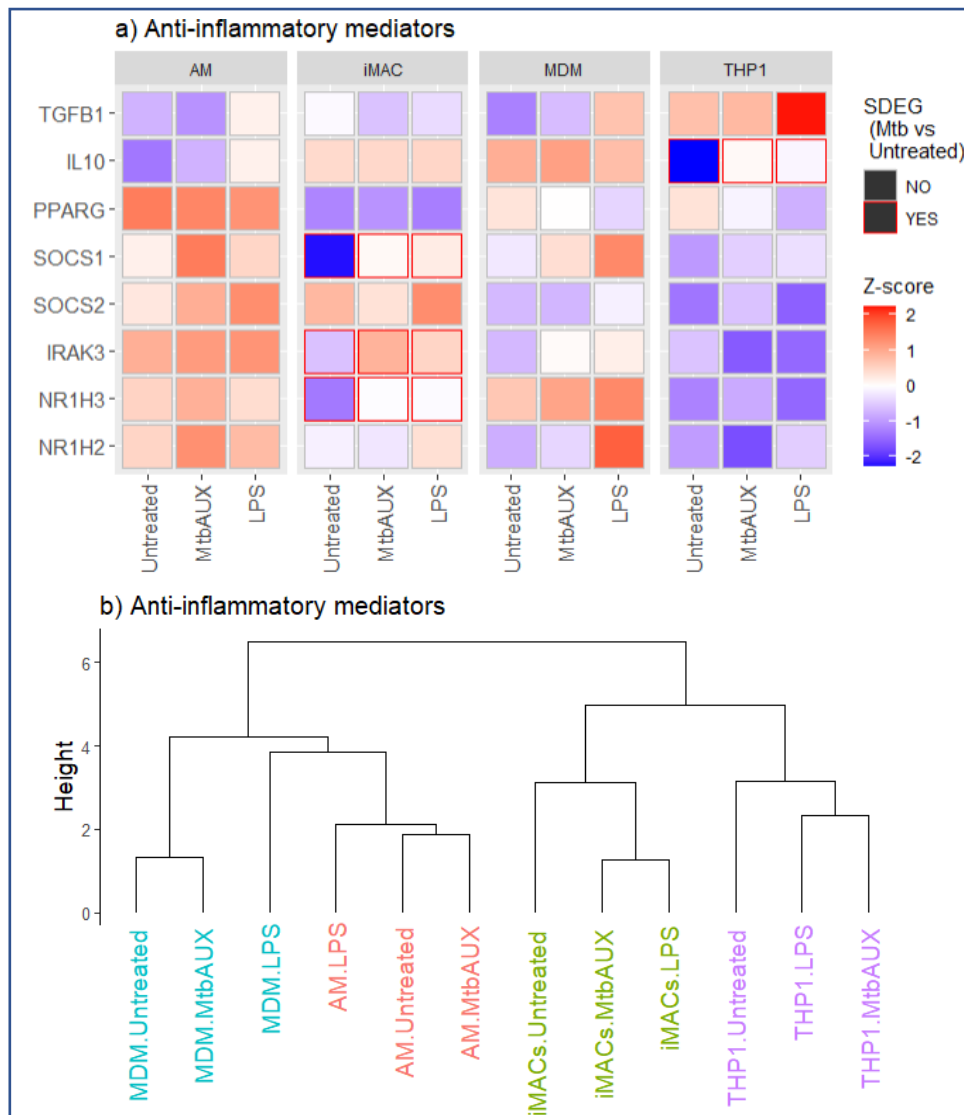 a) Anti-inflammatory mediators
AM
iMAC
MDM
THP1
TGFB1
IL10
PPARG
SOCS1
SOCS2
IRAK3
NR1H3
NR1H2
Untreated
MtbAUX
LPS
Untreated
MtbAUX
LPS
Untreated
MtbAUX
LPS
Untreated
MtbAUX
LPS
SDEG
(Mtb vs
Untreated)
NO
YES
Z-score
2
1
0
-1
-2
b) Anti-inflammatory mediators
Height
6
4
2
0
MDM.Untreated
MDM.MtbAUX
MDM.LPS
AM.LPS
AM.Untreated
AM.MtbAUX
iMACs.Untreated
iMACs.MtbAUX
iMACs.LPS
THP1.Untreated
THP1.LPS
THP1.MtbAUX